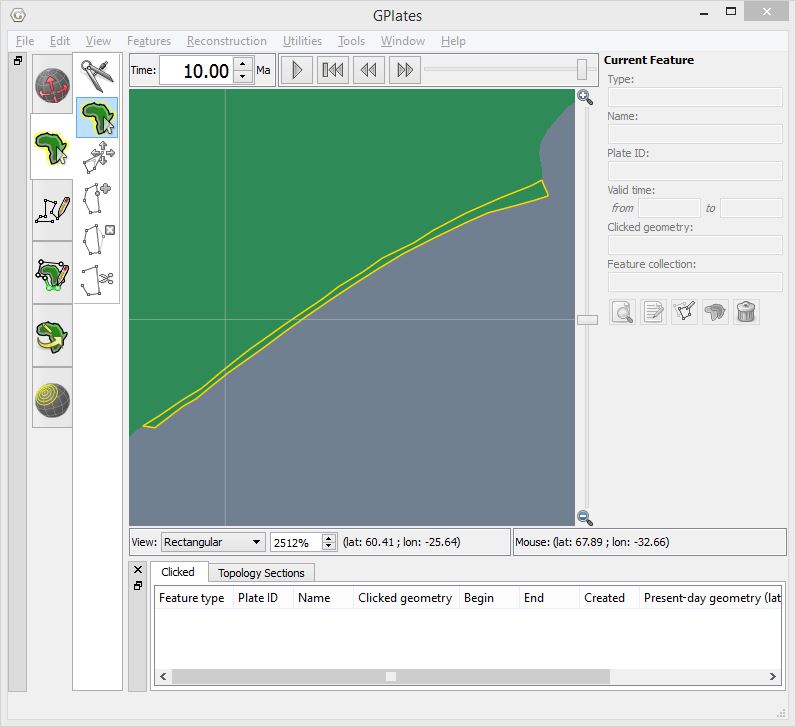 GPlates
File Edit View Features Reconstruction Utilities Tools Window Help
Time: 10.00 Ma
Current Feature
Type:
Name:
Plate ID:
Valid time:
from to
Clicked geometry:
Feature collection:
View: Rectangular 2512% (lat: 60.41 ; lon: -25.64) Mouse: (lat: 67.89 ; lon: -32.66)
Clicked Topology Sections
Feature type Plate ID Name Clicked geometry Begin End Created Present-day geometry (lat